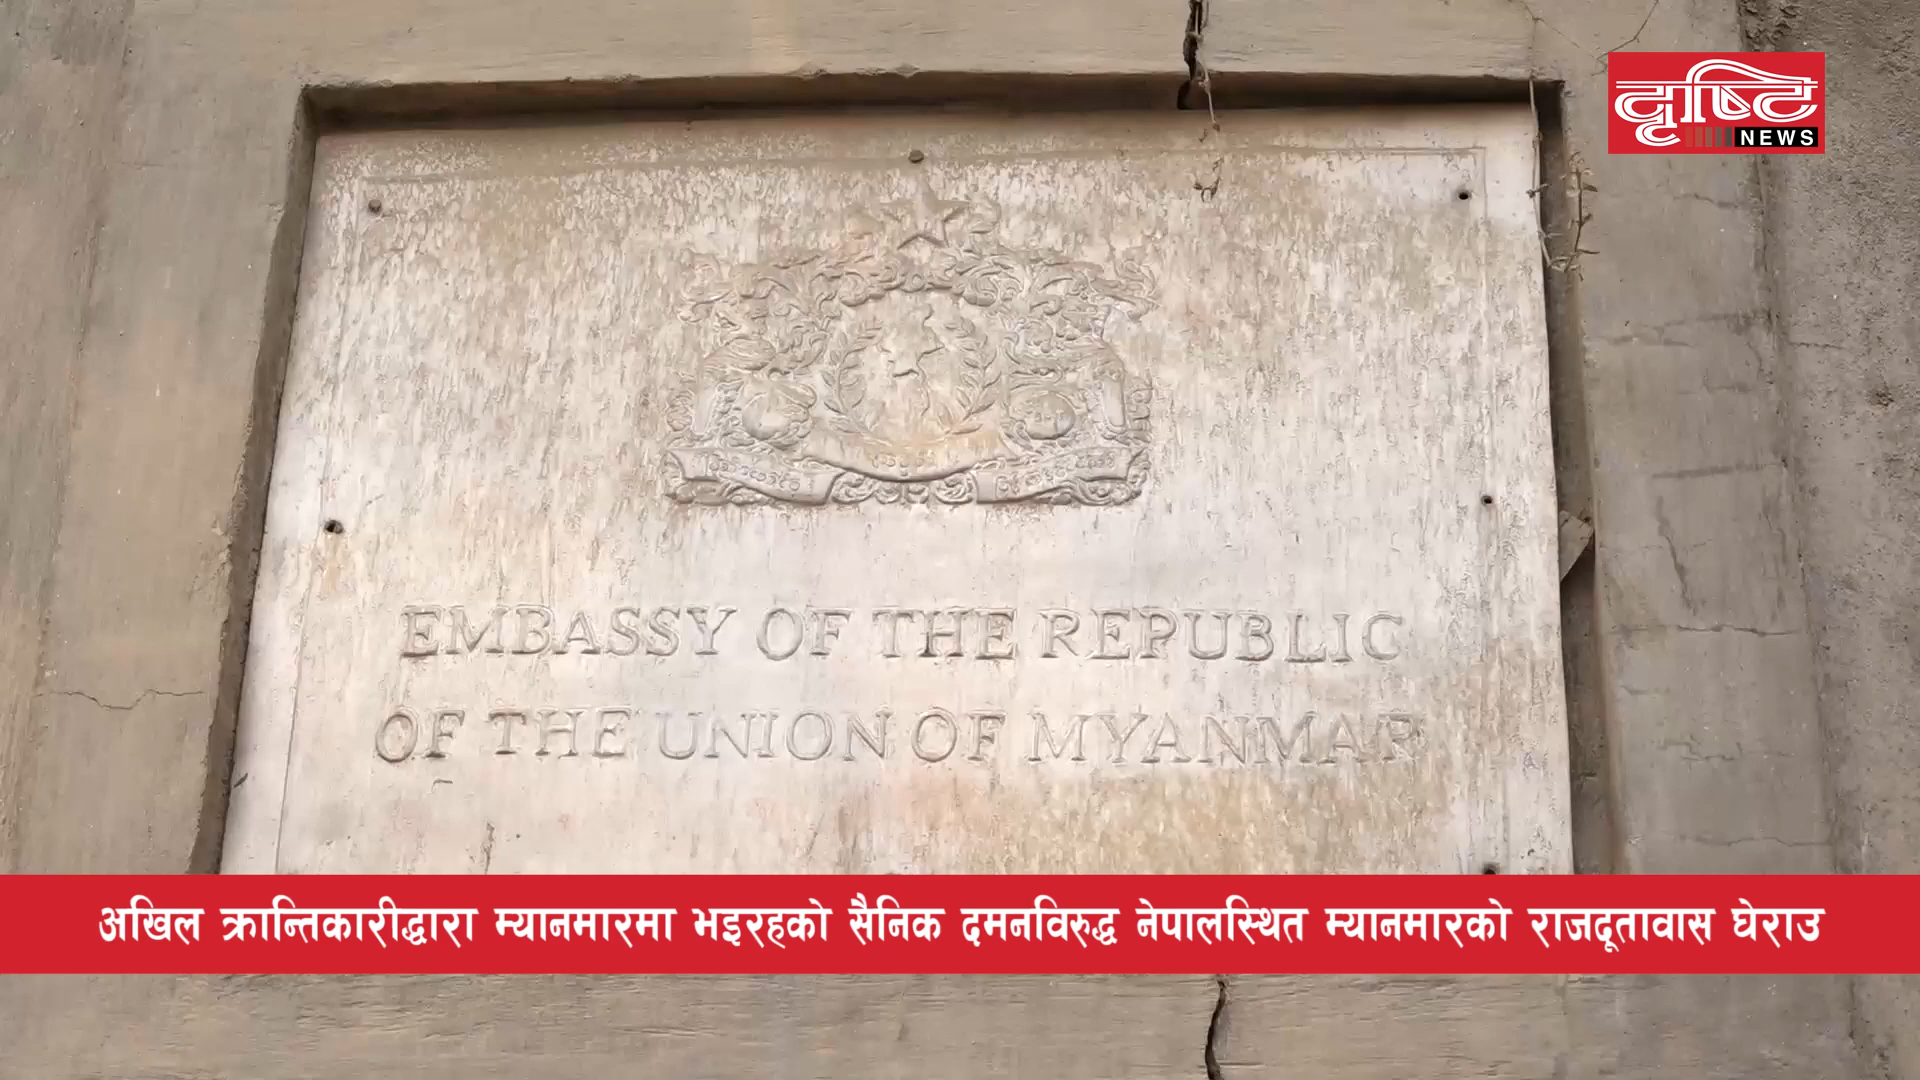 दृष्टि
NEWS
EMBASSY OF THE REPUBLIC
OF THE UNION OF MYANMAR
अखिल क्रान्तिकारीद्धारा म्यानमारमा भइरहको सैनिक दमनविरुद्ध नेपालस्थित म्यानमारको राजदूतावास घेराउ